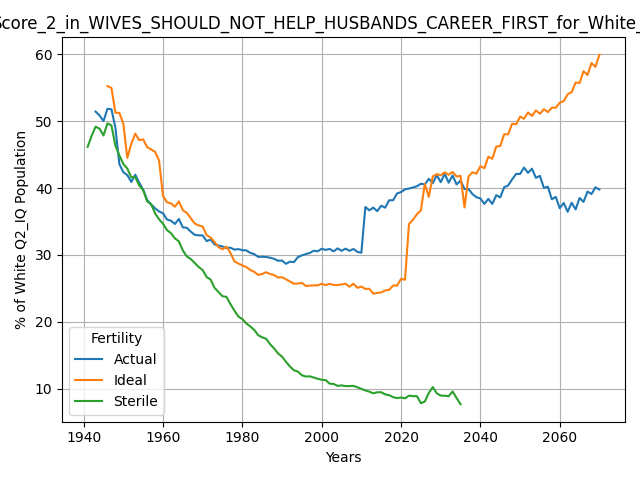 Score_2_in_WIVES_SHOULD_NOT_HELP_HUSBANDS_CAREER_FIRST_for_White_
% of White Q2_IQ Population
60
50
40
30
20
10
Fertility
Actual
Ideal
Sterile
1940 1960 1980 2000 2020 2040 2060
Years